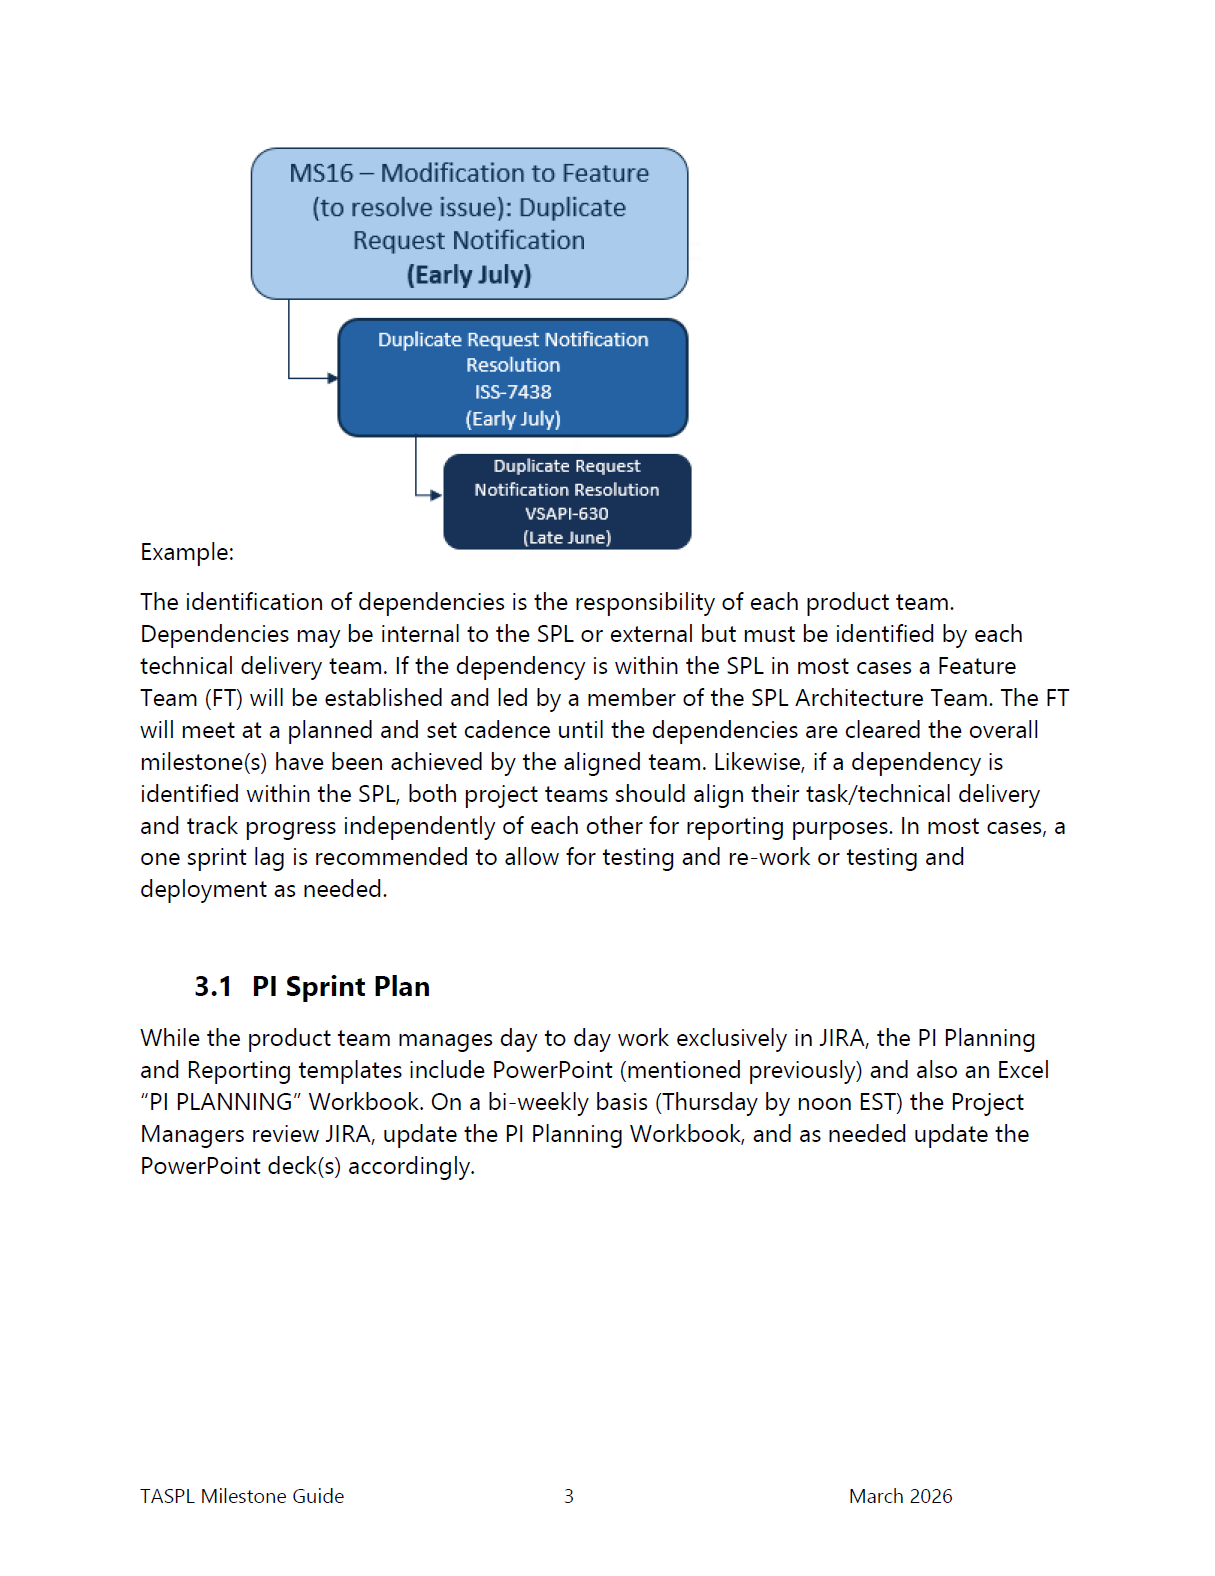 MS16 – Modification to Feature
(to resolve issue): Duplicate
Request Notification
(Early July)
Duplicate Request Notification
Resolution
ISS-7438
(Early July)
Duplicate Request
Notification Resolution
VSAPI-630
(Late June)
Example:
The identification of dependencies is the responsibility of each product team.
Dependencies may be internal to the SPL or external but must be identified by each
technical delivery team. If the dependency is within the SPL in most cases a Feature
Team (FT) will be established and led by a member of the SPL Architecture Team. The FT
will meet at a planned and set cadence until the dependencies are cleared the overall
milestone(s) have been achieved by the aligned team. Likewise, if a dependency is
identified within the SPL, both project teams should align their task/technical delivery
and track progress independently of each other for reporting purposes. In most cases, a
one sprint lag is recommended to allow for testing and re-work or testing and
deployment as needed.
3.1 PI Sprint Plan
While the product team manages day to day work exclusively in JIRA, the PI Planning
and Reporting templates include PowerPoint (mentioned previously) and also an Excel
“PI PLANNING” Workbook. On a bi-weekly basis (Thursday by noon EST) the Project
Managers review JIRA, update the PI Planning Workbook, and as needed update the
PowerPoint deck(s) accordingly.
TASPL Milestone Guide 3 March 2026